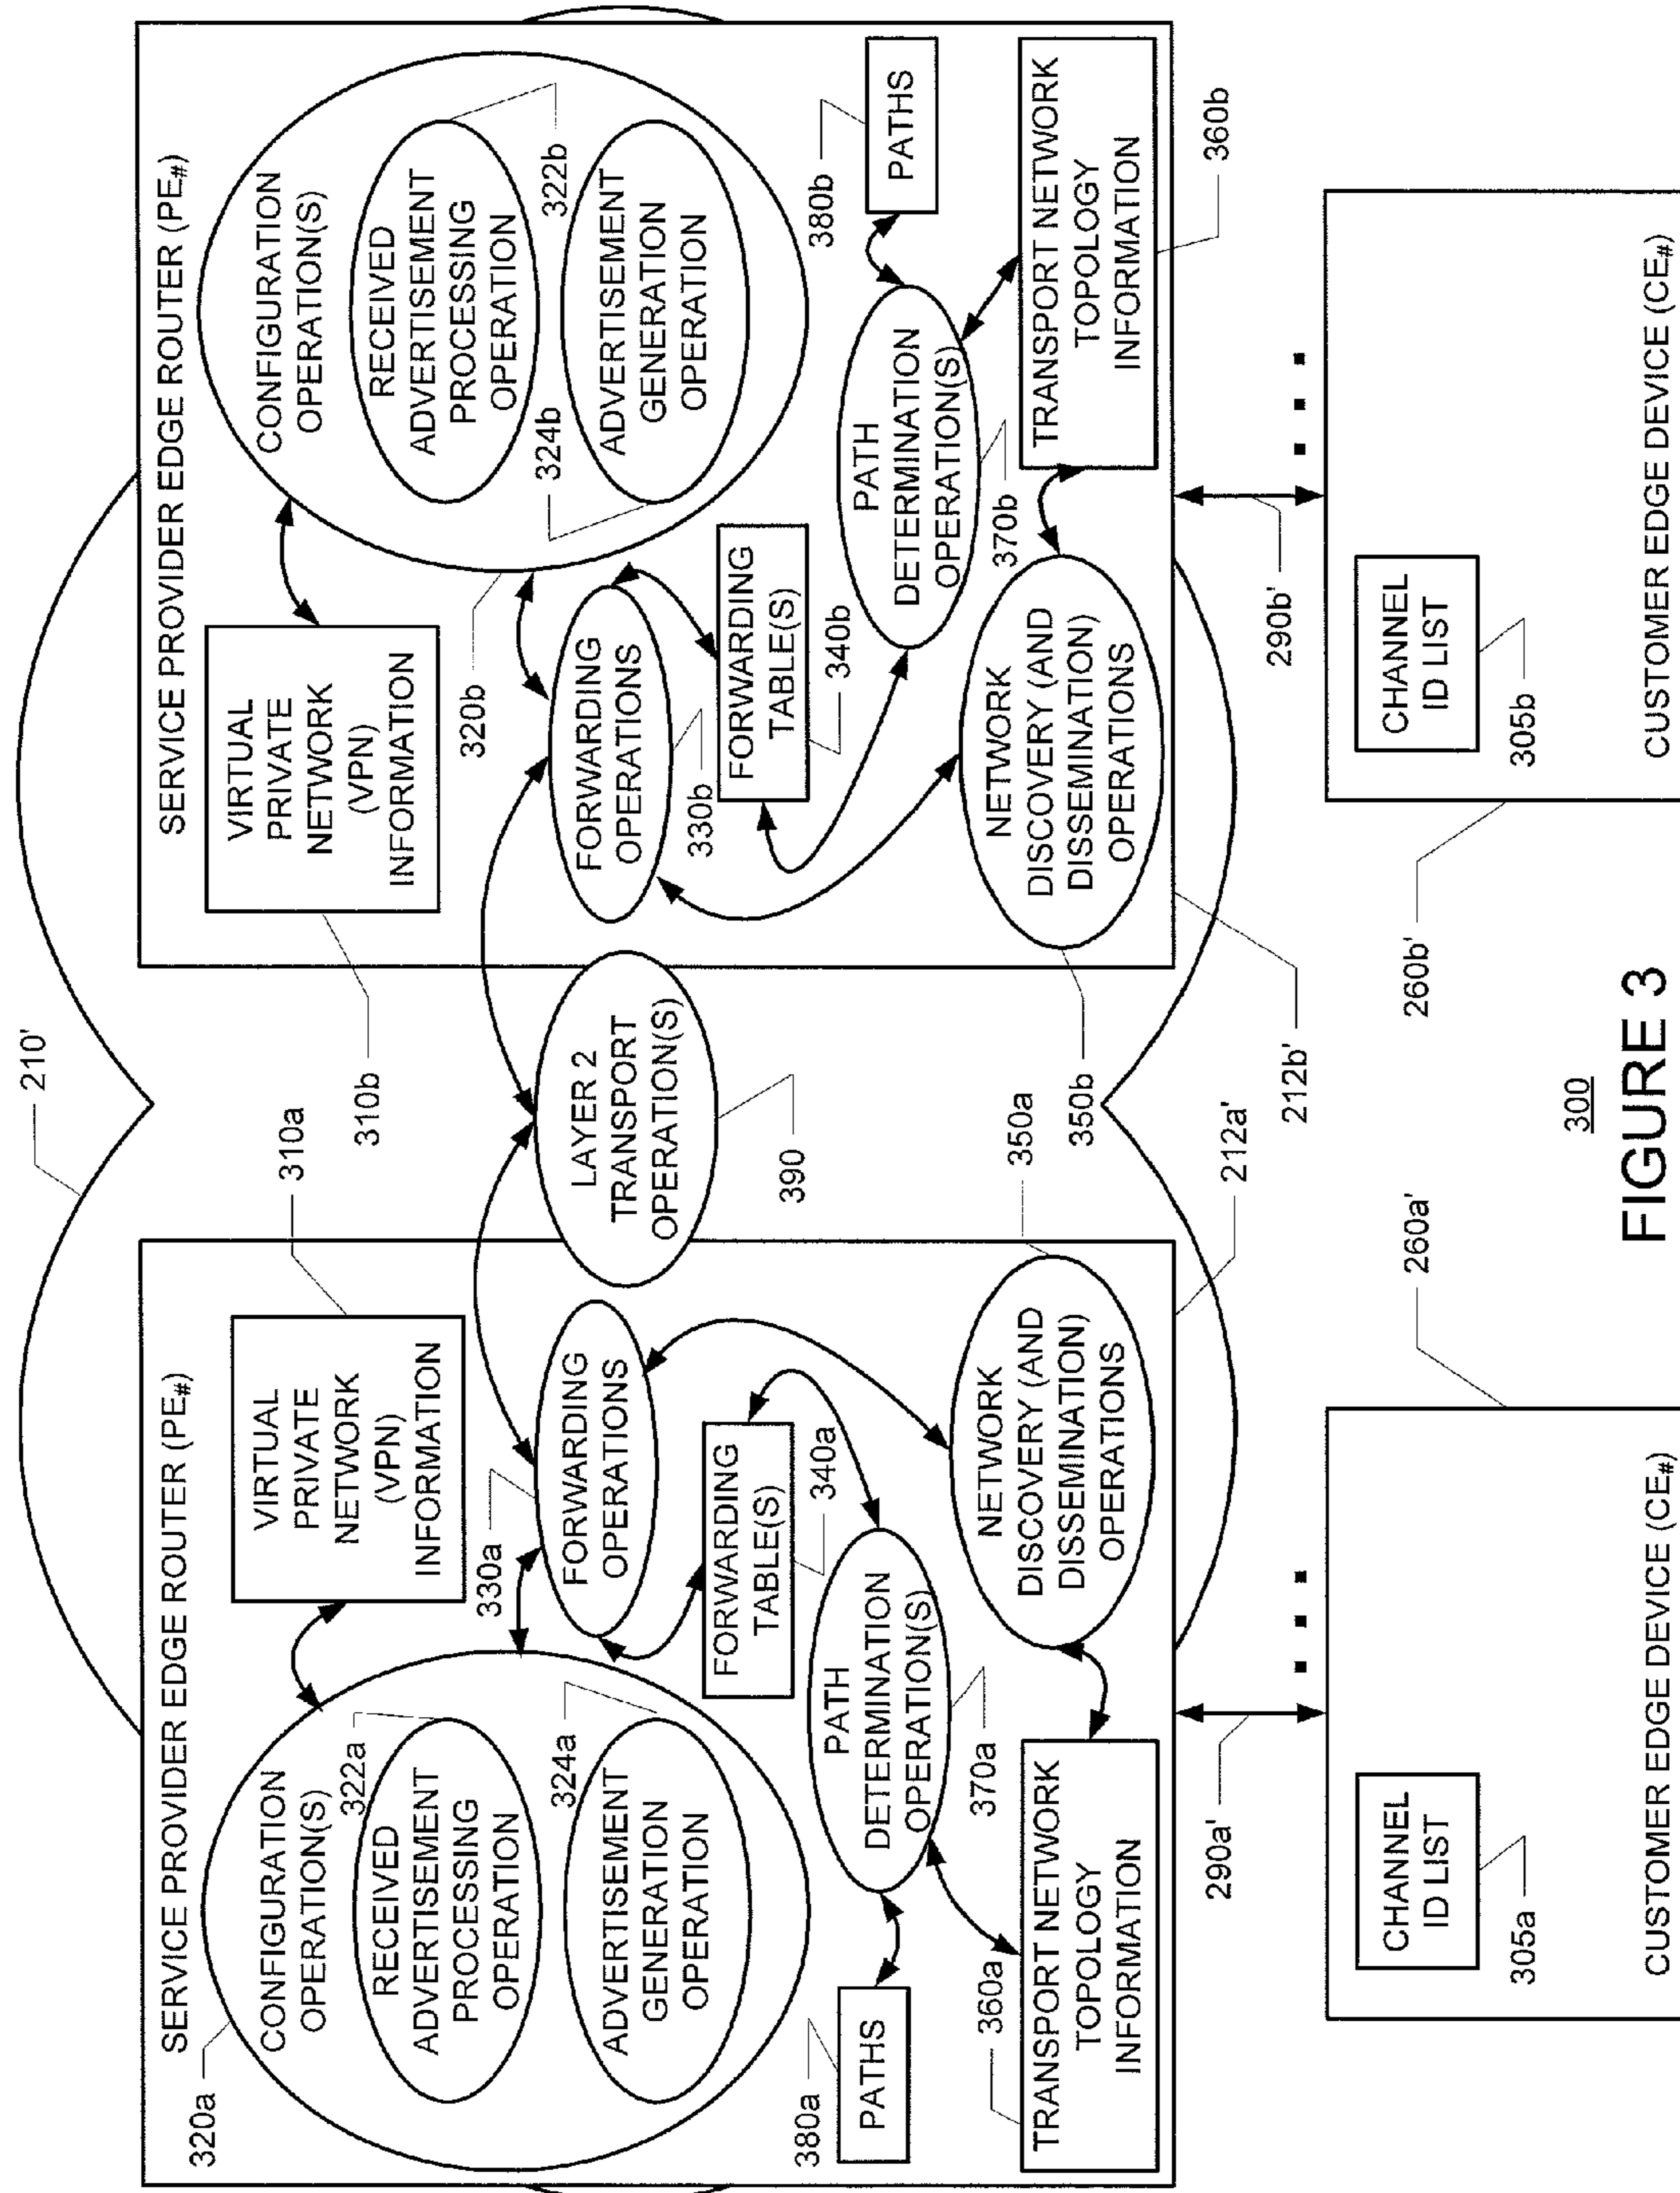 210'
SERVICE PROVIDER EDGE ROUTER (PE#)
320a
CONFIGURATION
OPERATION(S)
322a
RECEIVED
ADVERTISEMENT
PROCESSING
OPERATION
324a
ADVERTISEMENT
GENERATION
OPERATION
VIRTUAL
PRIVATE
NETWORK
(VPN)
INFORMATION
310a
330a
FORWARDING
OPERATIONS
FORWARDING
TABLE(S)
340a
380a
PATHS
PATH
DETERMINATION
OPERATION(S)
370a
360a
TRANSPORT NETWORK
TOPOLOGY
INFORMATION
NETWORK
DISCOVERY (AND
DISSEMINATION)
OPERATIONS
350a
212a'
LAYER 2
TRANSPORT
OPERATION(S)
390
SERVICE PROVIDER EDGE ROUTER (PE#)
VIRTUAL
PRIVATE
NETWORK
(VPN)
INFORMATION
310b
320b
CONFIGURATION
OPERATION(S)
RECEIVED
ADVERTISEMENT
PROCESSING
OPERATION
322b
324b
ADVERTISEMENT
GENERATION
OPERATION
FORWARDING
OPERATIONS
330b
FORWARDING
TABLE(S)
340b
380b
PATHS
PATH
DETERMINATION
OPERATION(S)
370b
NETWORK
DISCOVERY (AND
DISSEMINATION)
OPERATIONS
350b
TRANSPORT NETWORK
TOPOLOGY
INFORMATION
360b
212b'
290a'
260a'
CHANNEL
ID LIST
305a
CUSTOMER EDGE DEVICE (CE#)
290b'
260b'
CHANNEL
ID LIST
305b
CUSTOMER EDGE DEVICE (CE#)
300
FIGURE 3